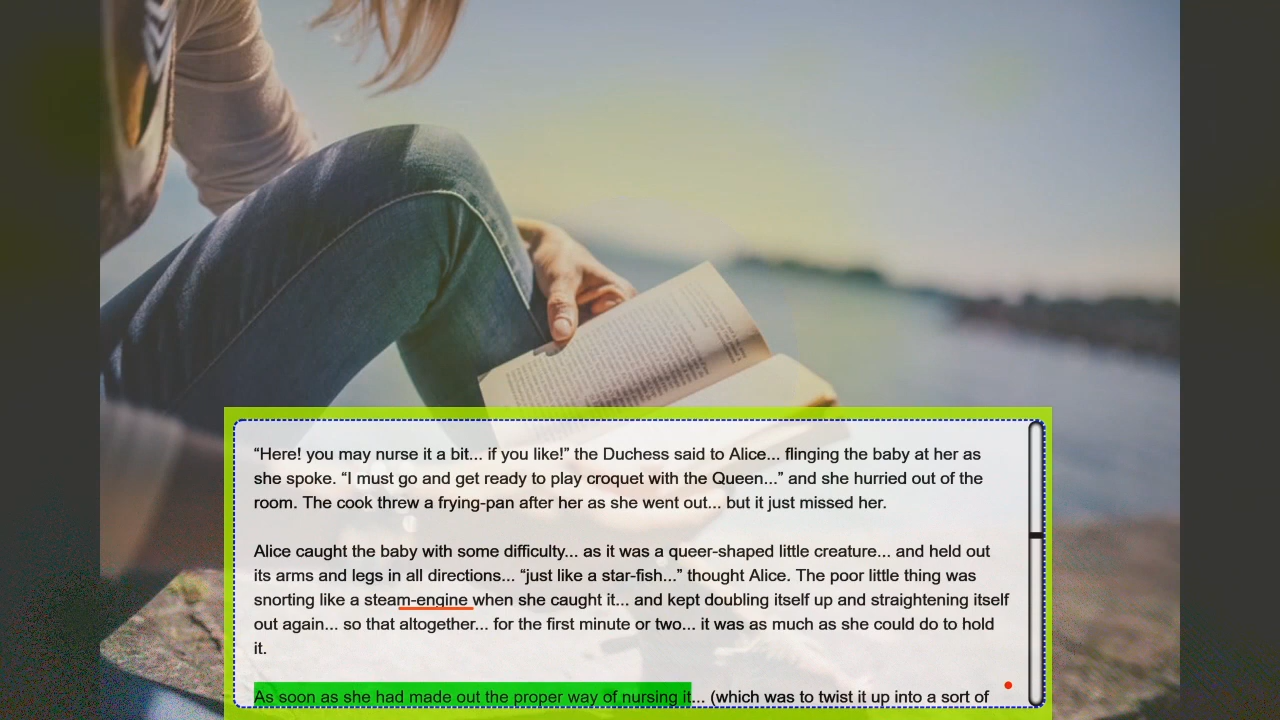 “Here! you may nurse it a bit... if you like!” the Duchess said to Alice... flinging the baby at her as
she spoke. “I must go and get ready to play croquet with the Queen...” and she hurried out of the
room. The cook threw a frying-pan after her as she went out... but it just missed her.
Alice caught the baby with some difficulty... as it was a queer-shaped little creature... and held out
its arms and legs in all directions... “just like a star-fish...” thought Alice. The poor little thing was
snorting like a steam-engine when she caught it... and kept doubling itself up and straightening itself
out again... so that altogether... for the first minute or two... it was as much as she could do to hold
it.
As soon as she had made out the proper way of nursing it... (which was to twist it up into a sort of